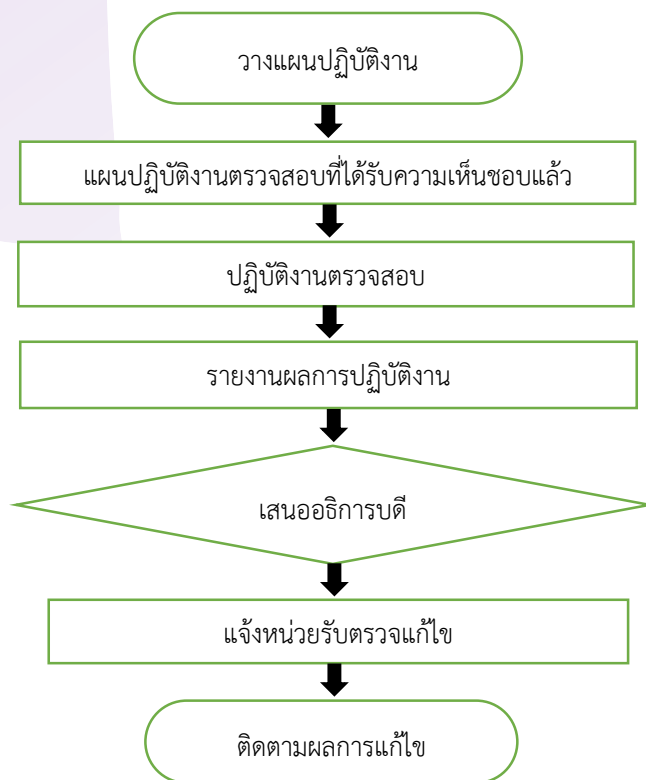 วางแผนปฏิบัติงาน
แผนปฏิบัติงานตรวจสอบที่ได้รับความเห็นชอบแล้ว
ปฏิบัติงานตรวจสอบ
รายงานผลการปฏิบัติงาน
เสนออธิการบดี
แจ้งหน่วยรับตรวจแก้ไข
ติดตามผลการแก้ไข